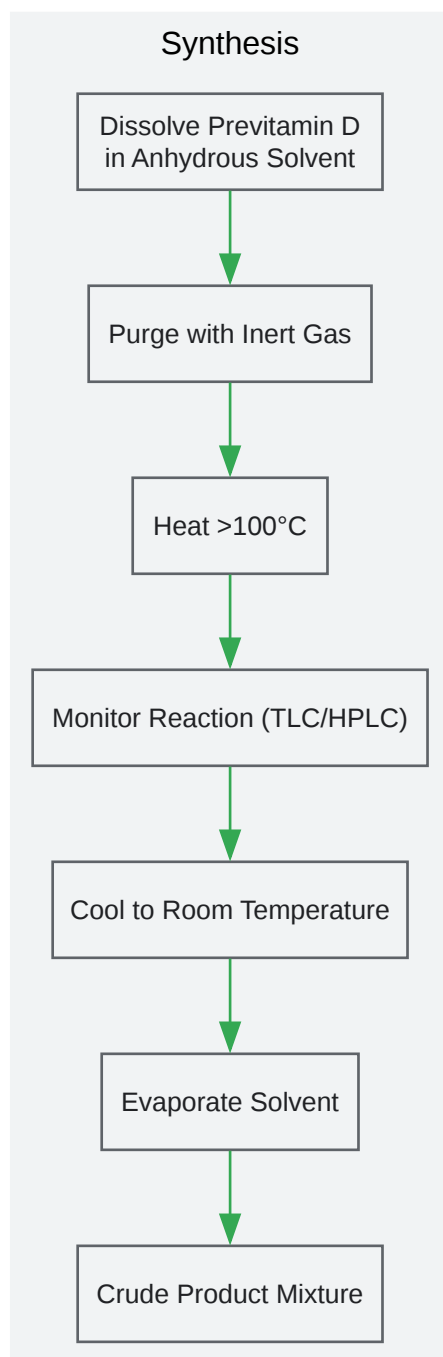 Synthesis
Dissolve Previtamin D
in Anhydrous Solvent
Purge with Inert Gas
Heat >100°C
Monitor Reaction (TLC/HPLC)
Cool to Room Temperature
Evaporate Solvent
Crude Product Mixture